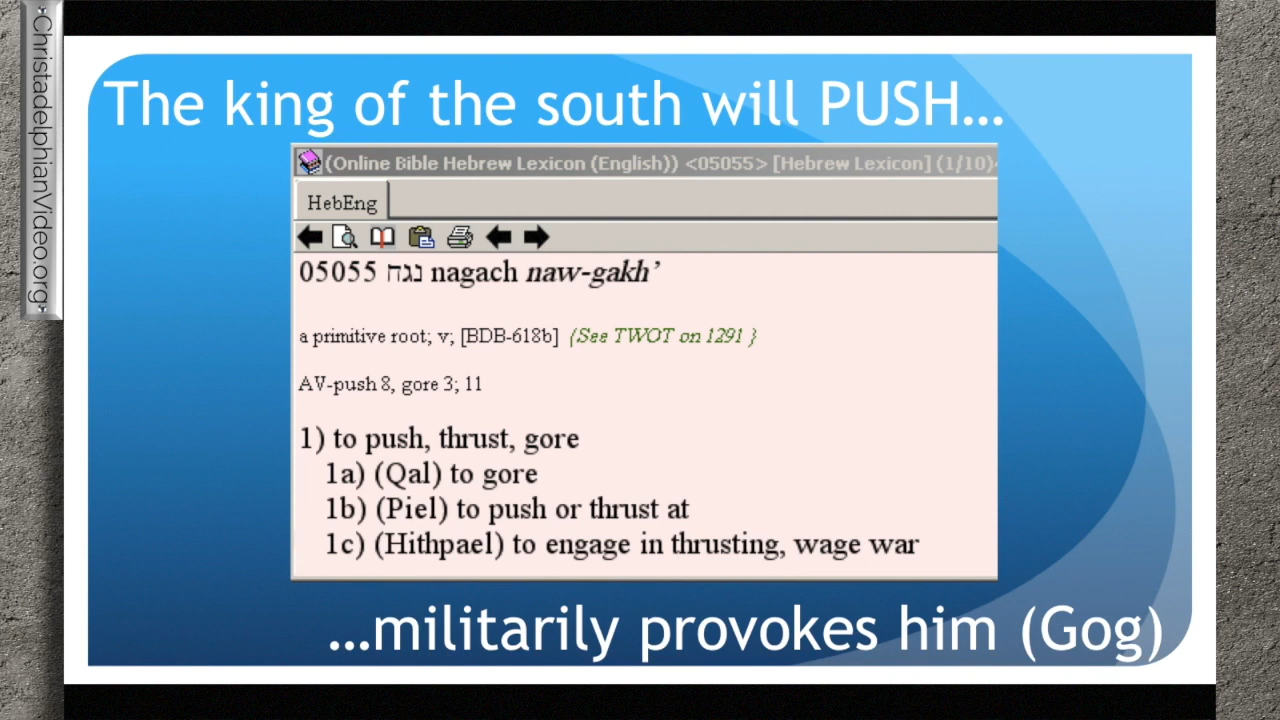 ChristadelphianVideo.org
The king of the south will PUSH...
(Online Bible Hebrew Lexicon (English)) <05055> [Hebrew Lexicon] (1/10)
HebEng
05055 נגח nagach naw-gakh’
a primitive root; v; [BDB-618b] {See TWOT on 1291 }
AV-push 8, gore 3; 11
1) to push, thrust, gore
1a) (Qal) to gore
1b) (Piel) to push or thrust at
1c) (Hithpael) to engage in thrusting, wage war
...militarily provokes him (Gog)